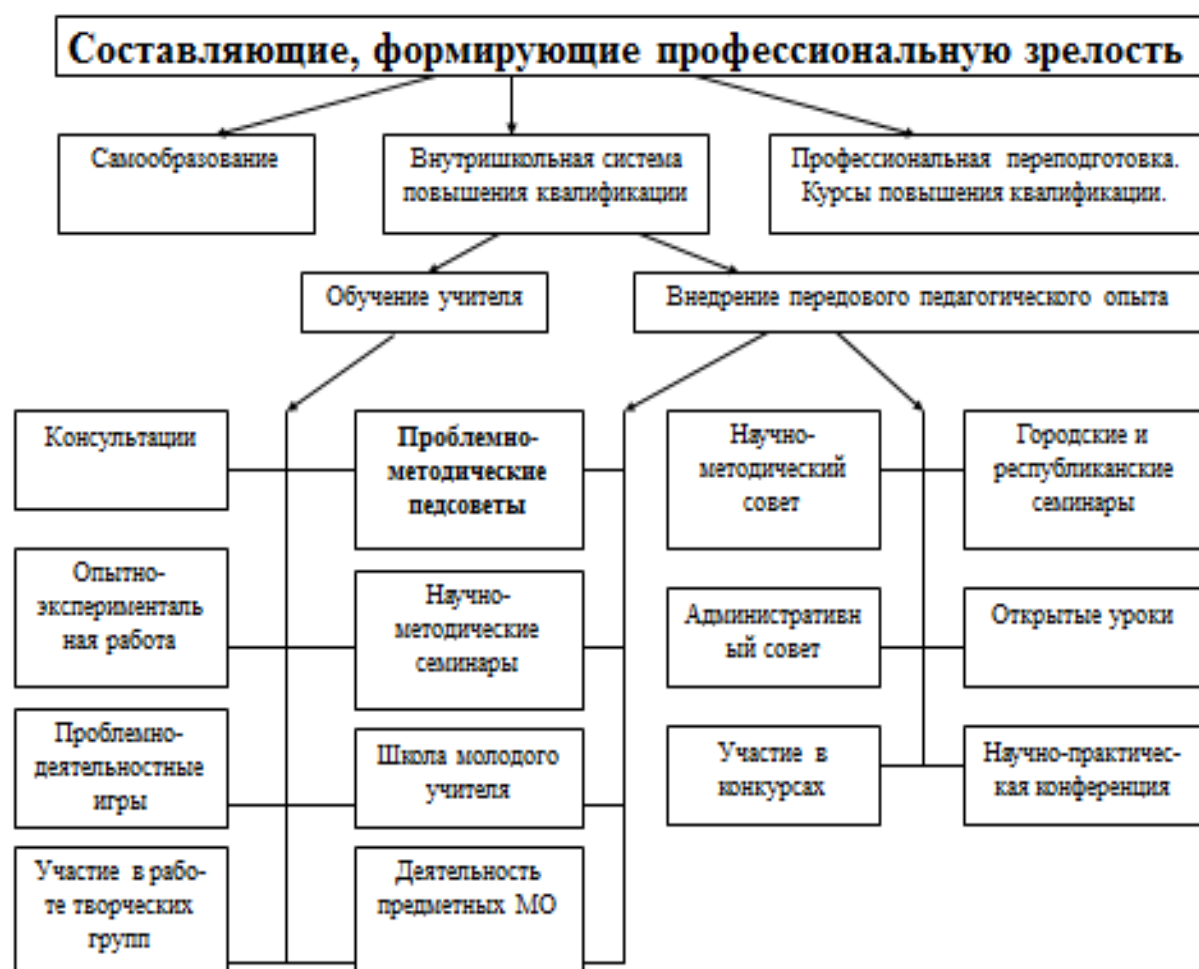 Составляющие, формирующие профессиональную зрелость
Самообразование
Внутришкольная система
повышения квалификации
Профессиональная переподготовка.
Курсы повышения квалификации.
Обучение учителя
Внедрение передового педагогического опыта
Консультации
Проблемно-
методические
педсоветы
Научно-
методический
совет
Городские и
республиканские
семинары
Опытно-
эксперименталь
ная работа
Научно-
методические
семинары
Административн
ый совет
Открытые уроки
Проблемно-
деятельностные
игры
Школа молодого
учителя
Участие в
конкурсах
Научно-практичес-
кая конференция
Участие в рабо-
те творческих
групп
Деятельность
предметных МО